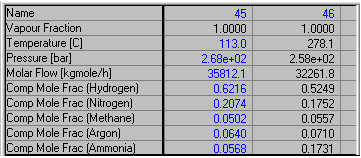 Name 45 46
Vapour Fraction 1.0000 1.0000
Temperature [C] 113.0 278.1
Pressure [bar] 2.68e+02 2.58e+02
Molar Flow [kgmole/h] 35812.1 32261.8
Comp Mole Frac (Hydrogen) 0.6216 0.5249
Comp Mole Frac (Nitrogen) 0.2074 0.1752
Comp Mole Frac (Methane) 0.0502 0.0557
Comp Mole Frac (Argon) 0.0640 0.0710
Comp Mole Frac (Ammonia) 0.0568 0.1731